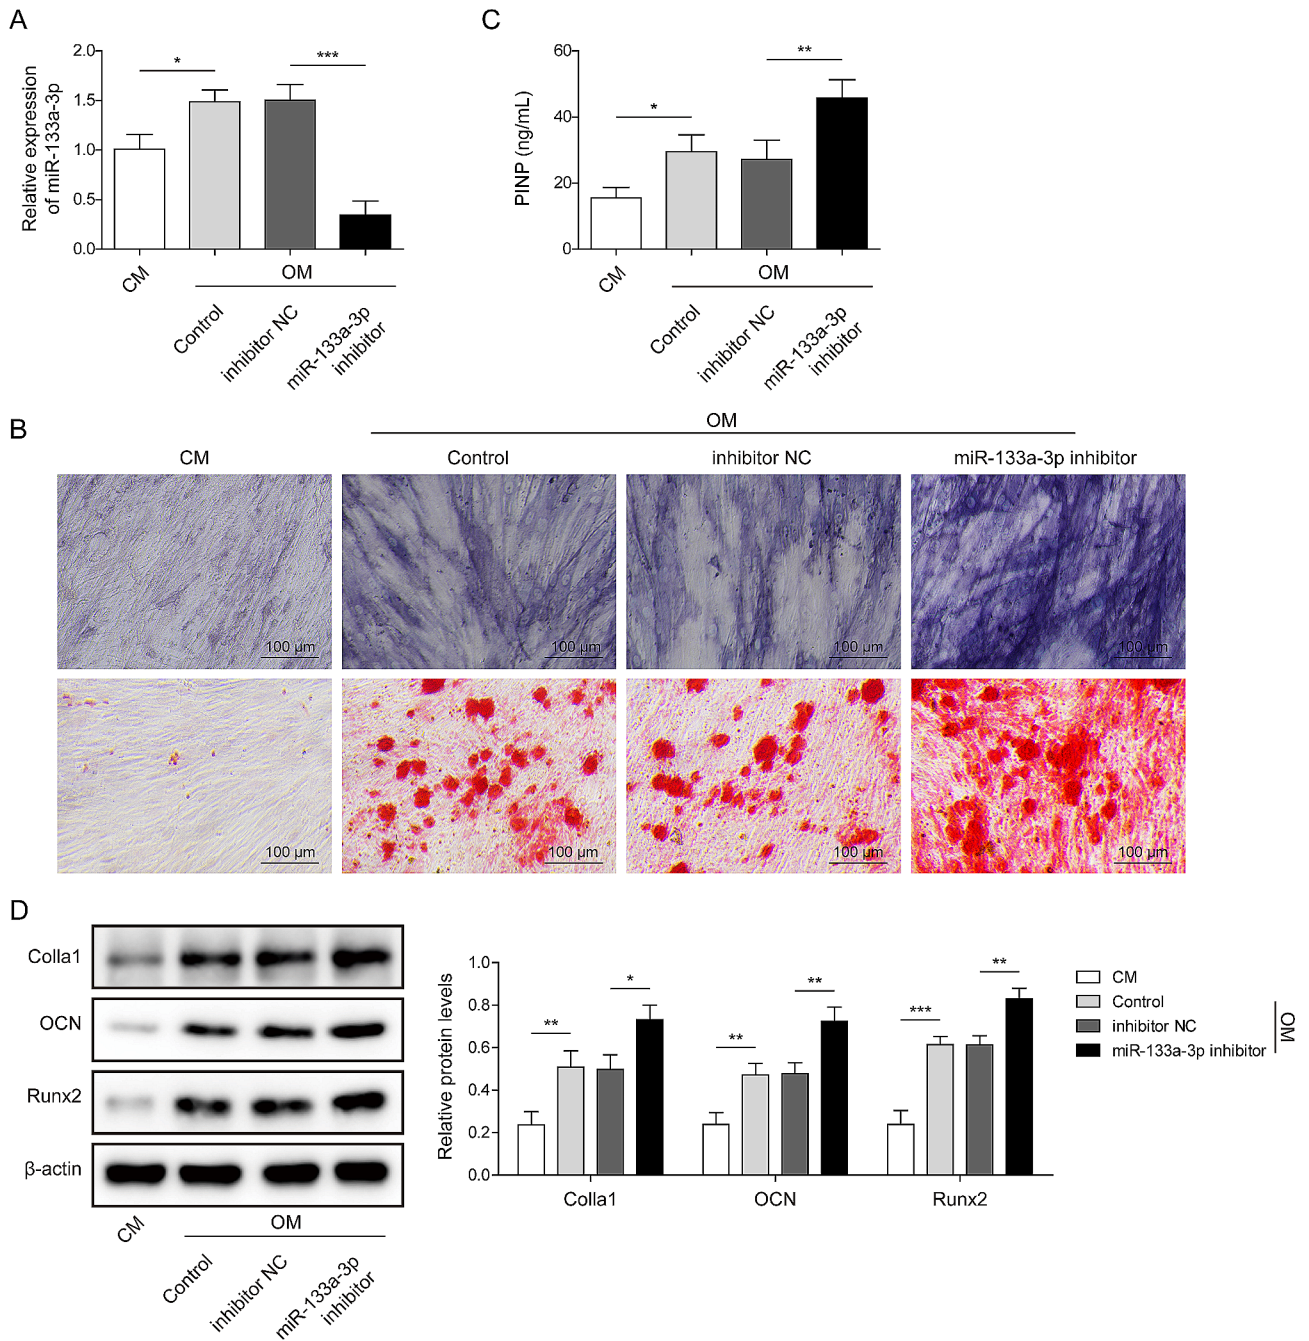 A
Relative expression
of miR-133a-3p
2.0
1.5
1.0
0.5
0.0
*
***
CM
OM
Control
inhibitor NC
miR-133a-3p
inhibitor
C
PINP (ng/mL)
60
40
20
0
*
**
CM
OM
Control
inhibitor NC
miR-133a-3p
inhibitor
B
OM
CM
Control
inhibitor NC
miR-133a-3p inhibitor
100 μm
100 μm
100 μm
100 μm
100 μm
100 μm
100 μm
100 μm
D
Colla1
OCN
Runx2
β-actin
CM
OM
Control
inhibitor NC
miR-133a-3p
inhibitor
Relative protein levels
1.0
0.8
0.6
0.4
0.2
0.0
**
*
**
**
***
**
Colla1
OCN
Runx2
CM
Control
inhibitor NC
miR-133a-3p inhibitor
OM